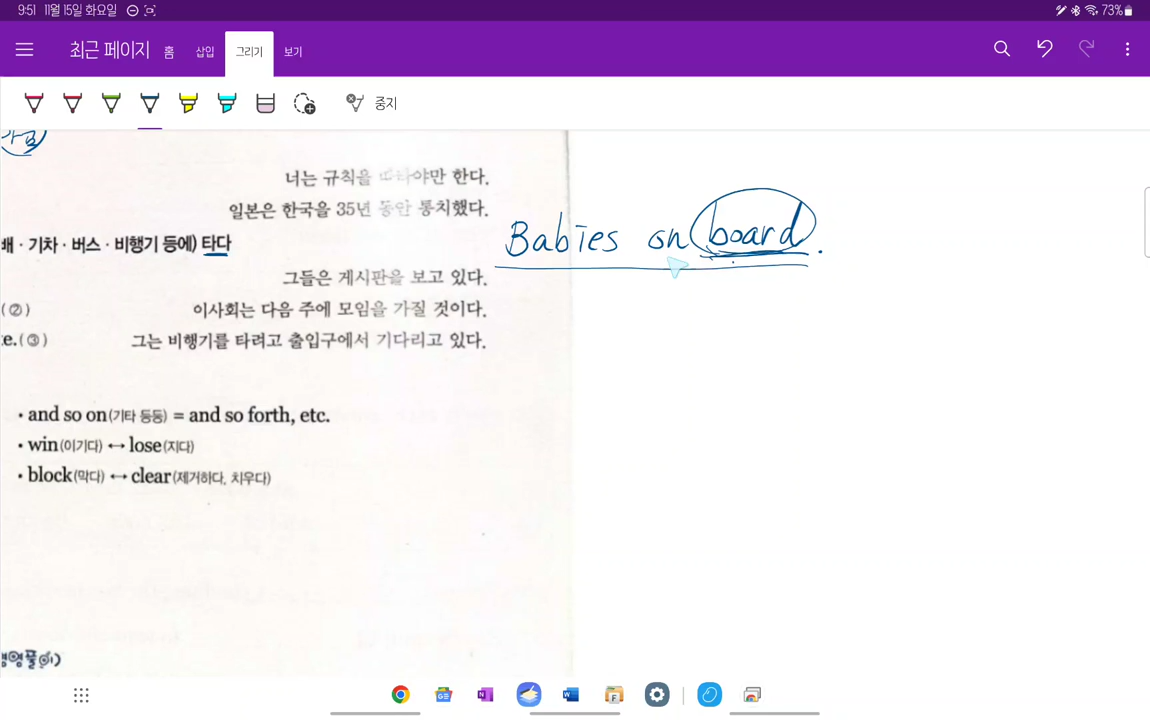 9:51 11월 15일 화요일 73%
최근 페이지 홈 삽입 그리기 보기
중지
너는 규칙을 따라야만 한다.
일본은 한국을 35년 동안 통치했다.
배·기차·버스·비행기 등에) 타다
Babies on board.
그들은 게시판을 보고 있다.
(②) 이사회는 다음 주에 모임을 가질 것이다.
e.(③) 그는 비행기를 타려고 출입구에서 기다리고 있다.
• and so on(기타 등등) = and so forth, etc.
• win(이기다) ↔ lose(지다)
• block(막다) ↔ clear(제거하다, 치우다)